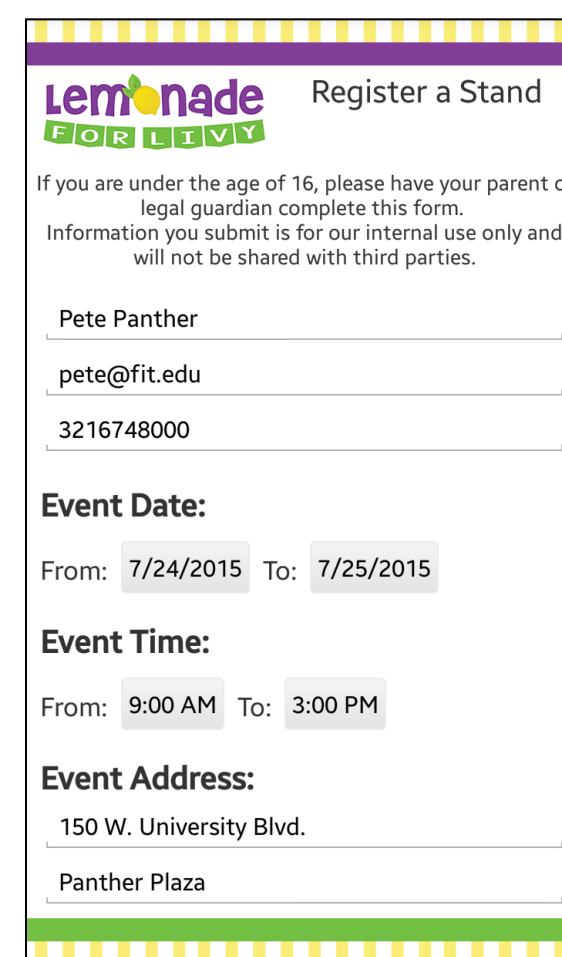 Lemonade
FOR LIVY
Register a Stand
If you are under the age of 16, please have your parent
legal guardian complete this form.
Information you submit is for our internal use only and
will not be shared with third parties.
Pete Panther
pete@fit.edu
3216748000
Event Date:
From: 7/24/2015 To: 7/25/2015
Event Time:
From: 9:00 AM To: 3:00 PM
Event Address:
150 W. University Blvd.
Panther Plaza